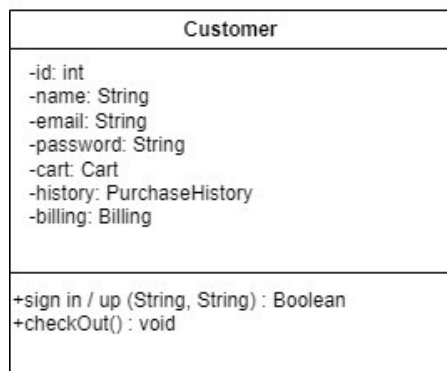 Customer
-id: int
-name: String
-email: String
-password: String
-cart: Cart
-history: PurchaseHistory
-billing: Billing
+sign in / up (String, String) : Boolean
+checkOut() : void